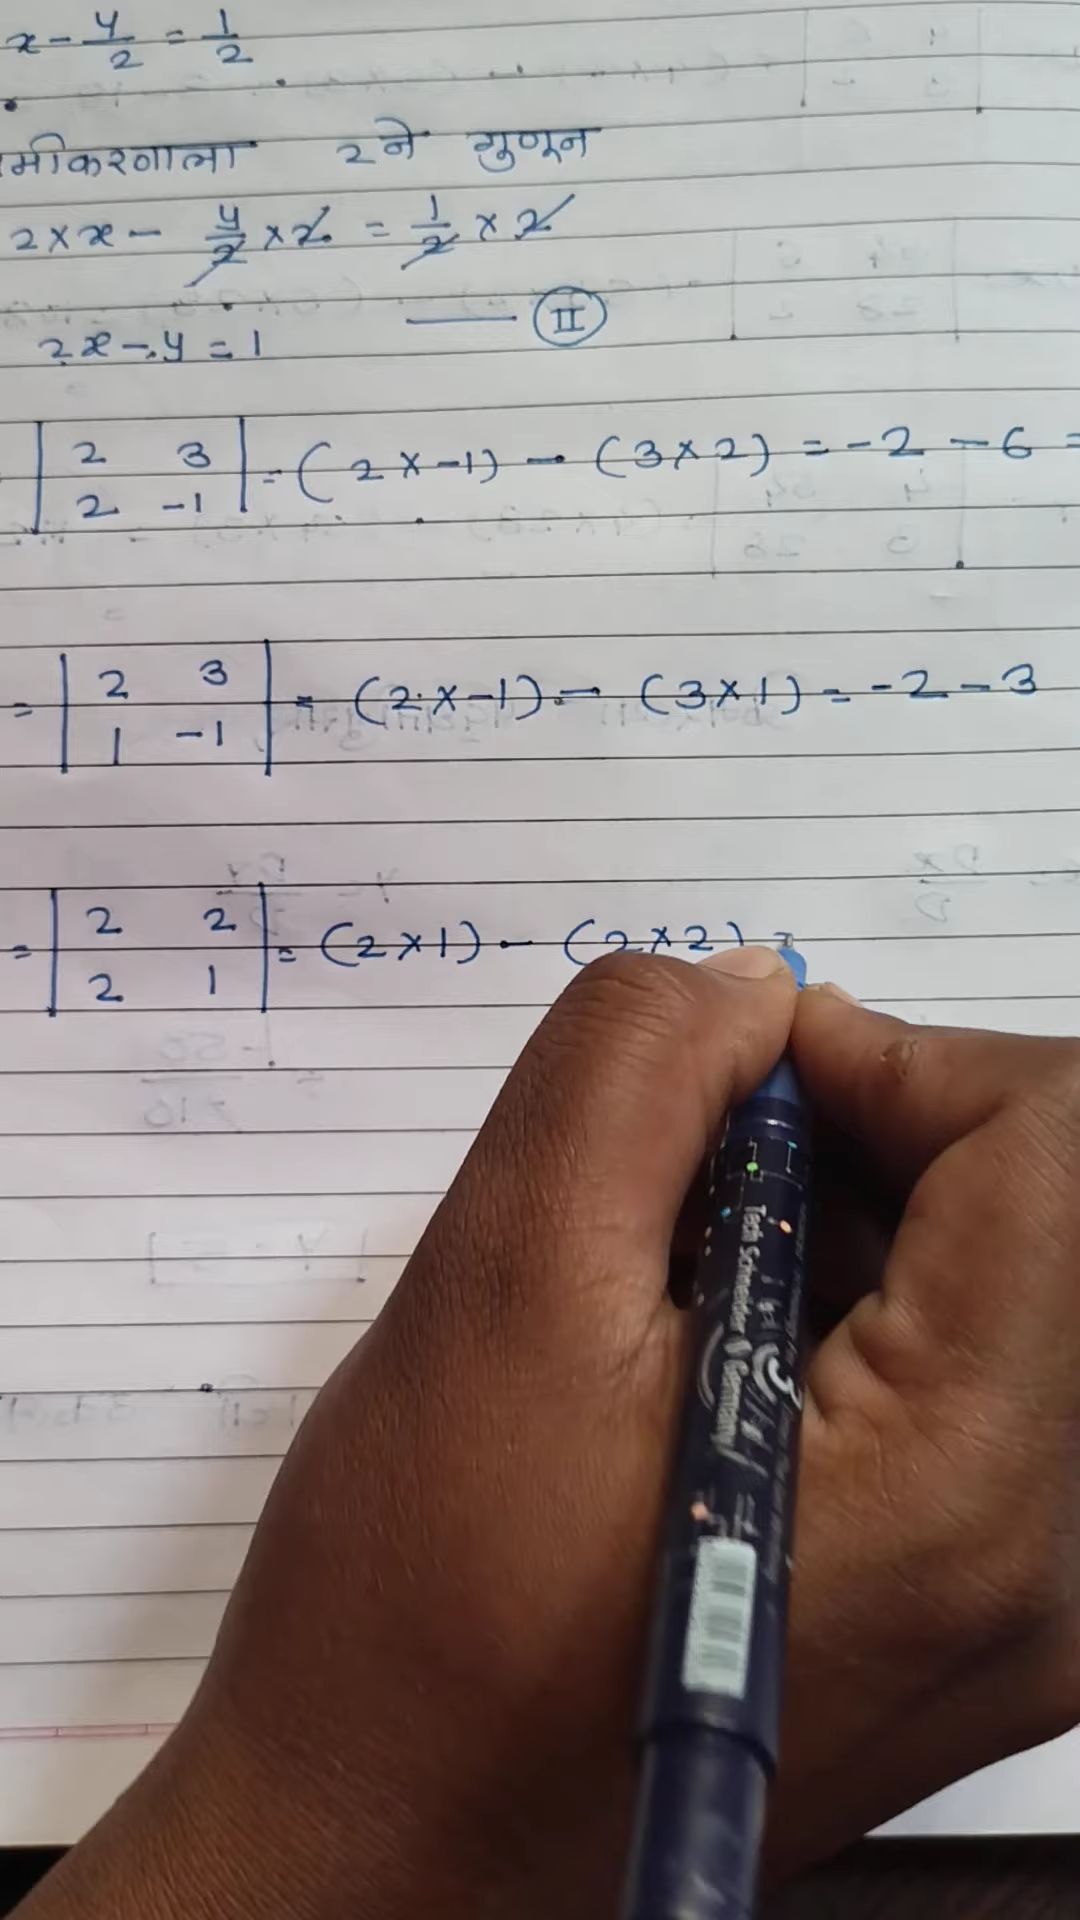 x - y/2 = 1/2
मीकरणाला 2 ने गुणून
2 × x - y/2 × 2 = 1/2 × 2
2x - y = 1 —— II
| 2 3 | = (2 × -1) - (3 × 2) = -2 - 6 =
| 2 -1 |
= | 2 3 | = (2 × -1) - (3 × 1) = -2 - 3
| 1 -1 |
= | 2 2 | = (2 × 1) - (2 × 2) =
| 2 1 |
Tech Schneider Germany